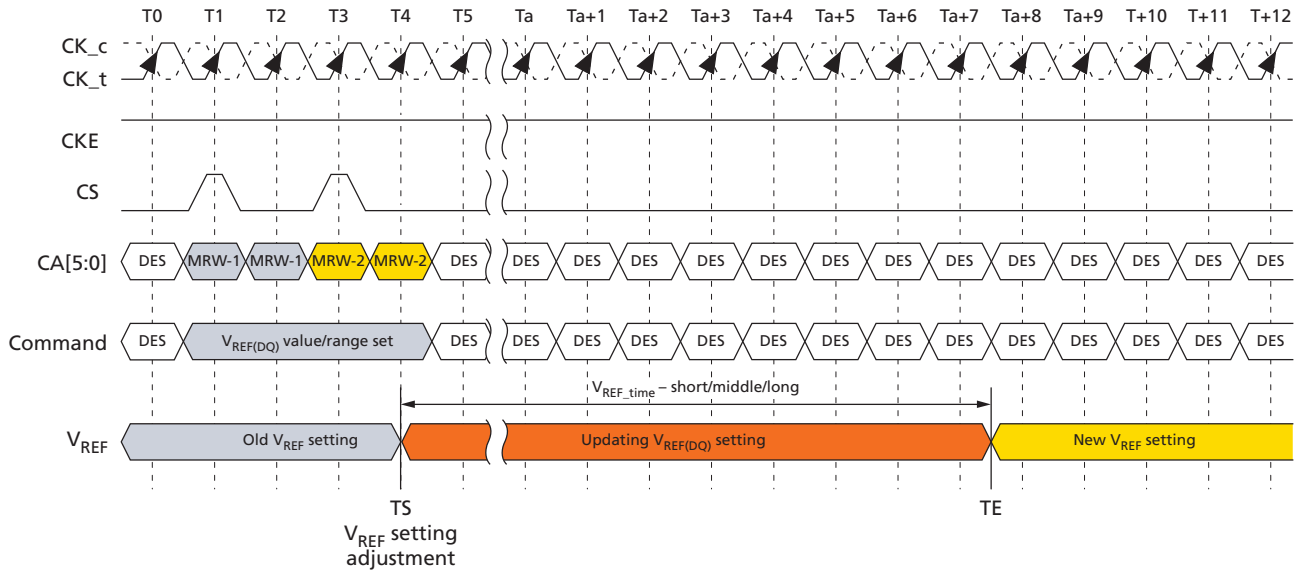 T0 T1 T2 T3 T4 T5 Ta Ta+1 Ta+2 Ta+3 Ta+4 Ta+5 Ta+6 Ta+7 Ta+8 Ta+9 T+10 T+11 T+12
CK_c
CK_t
CKE
CS
CA[5:0] DES MRW-1 MRW-1 MRW-2 MRW-2 DES DES DES DES DES DES DES DES DES DES DES DES DES DES
Command DES VREF(DQ) value/range set DES DES DES DES DES DES DES DES DES DES DES DES DES DES
VREF_time – short/middle/long
VREF Old VREF setting Updating VREF(DQ) setting New VREF setting
TS TE
VREF setting
adjustment